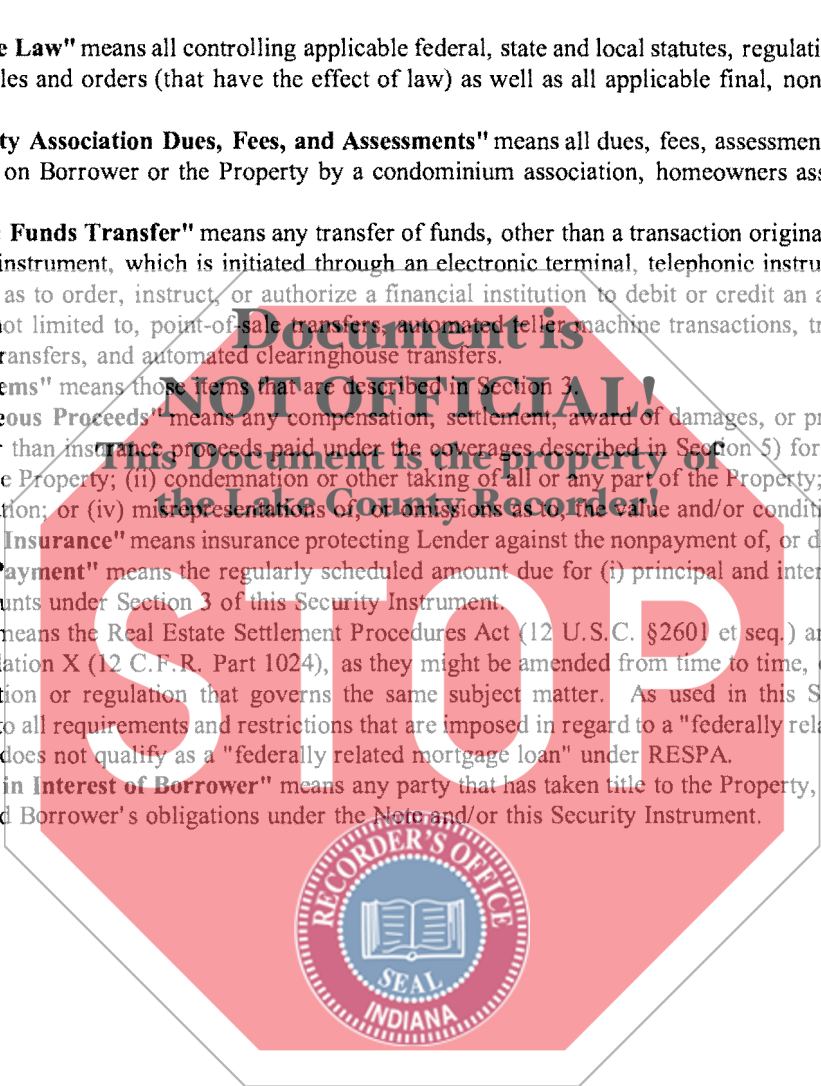 e Law" means all controlling applicable federal, state and local statutes, regulati
les and orders (that have the effect of law) as well as all applicable final, non
ty Association Dues, Fees, and Assessments" means all dues, fees, assessmen
on Borrower or the Property by a condominium association, homeowners ass
Funds Transfer" means any transfer of funds, other than a transaction origina
instrument, which is initiated through an electronic terminal, telephonic instru
as to order, instruct, or authorize a financial institution to debit or credit an a
ot limited to, point-of-sale transfers, automated teller machine transactions, tr
ransfers, and automated clearinghouse transfers.
Document is
ems" means those items that are described in Section 3.
NOT OFFICIAL!
eous Proceeds" means any compensation, settlement, award of damages, or pr
r than insurance proceeds paid under the coverages described in Section 5) for
This Document is the property of
e Property; (ii) condemnation or other taking of all or any part of the Property;
the Lake County Recorder!
tion; or (iv) misrepresentations of, or omissions as to, the value and/or conditi
Insurance" means insurance protecting Lender against the nonpayment of, or d
ayment" means the regularly scheduled amount due for (i) principal and inter
unts under Section 3 of this Security Instrument.
STOP
means the Real Estate Settlement Procedures Act (12 U.S.C. §2601 et seq.) an
lation X (12 C.F.R. Part 1024), as they might be amended from time to time,
tion or regulation that governs the same subject matter. As used in this S
o all requirements and restrictions that are imposed in regard to a "federally rela
does not qualify as a "federally related mortgage loan" under RESPA.
in Interest of Borrower" means any party that has taken title to the Property,
d Borrower's obligations under the Note and/or this Security Instrument.
RECORDER'S OFFICE
SEAL
INDIANA